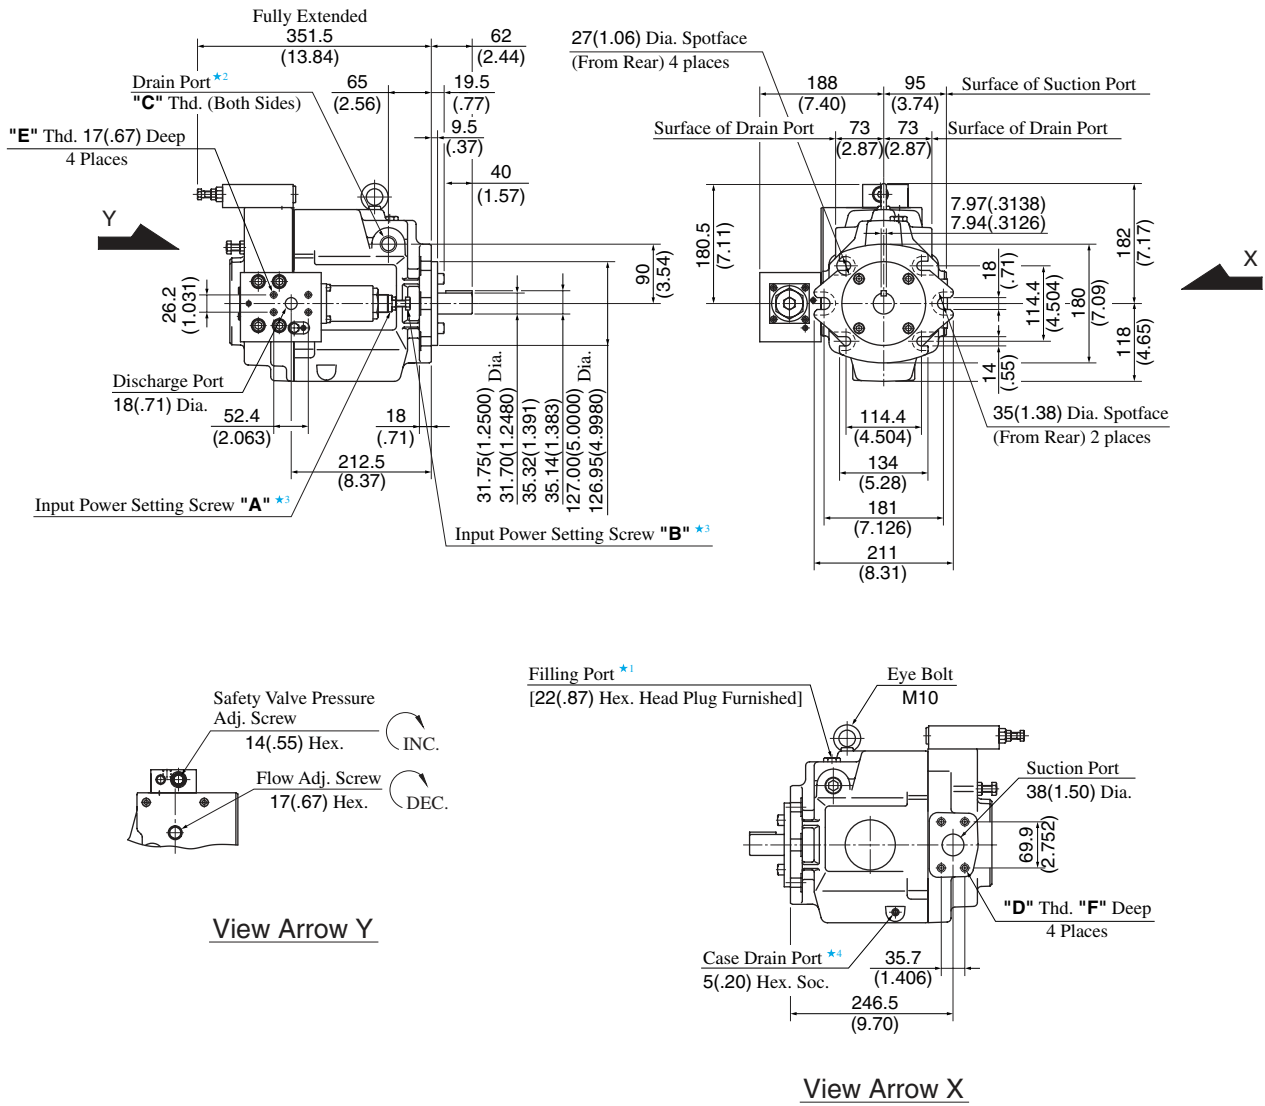 Fully Extended
351.5
(13.84)
62
(2.44)
Drain Port★2
"C" Thd. (Both Sides)
65
(2.56)
19.5
(.77)
"E" Thd. 17(.67) Deep
4 Places
9.5
(.37)
40
(1.57)
Y
26.2
(1.031)
90
(3.54)
Discharge Port
18(.71) Dia.
52.4
(2.063)
18
(.71)
212.5
(8.37)
31.75(1.2500) Dia.
31.70(1.2480)
35.32(1.391)
35.14(1.383)
127.00(5.0000) Dia.
126.95(4.9980)
Input Power Setting Screw "A" ★3
Input Power Setting Screw "B" ★3
27(1.06) Dia. Spotface
(From Rear) 4 places
188
(7.40)
95
(3.74)
Surface of Suction Port
Surface of Drain Port
73
(2.87)
73
(2.87)
Surface of Drain Port
7.97(.3138)
7.94(.3126)
180.5
(7.11)
182
(7.17)
X
18
(.71)
114.4
(4.504)
180
(7.09)
118
(4.65)
14
(.55)
114.4
(4.504)
35(1.38) Dia. Spotface
(From Rear) 2 places
134
(5.28)
181
(7.126)
211
(8.31)
Safety Valve Pressure
Adj. Screw
14(.55) Hex.
INC.
Flow Adj. Screw
17(.67) Hex.
DEC.
View Arrow Y
Filling Port ★1
[22(.87) Hex. Head Plug Furnished]
Eye Bolt
M10
Suction Port
38(1.50) Dia.
69.9
(2.752)
"D" Thd. "F" Deep
4 Places
Case Drain Port ★4
5(.20) Hex. Soc.
35.7
(1.406)
246.5
(9.70)
View Arrow X